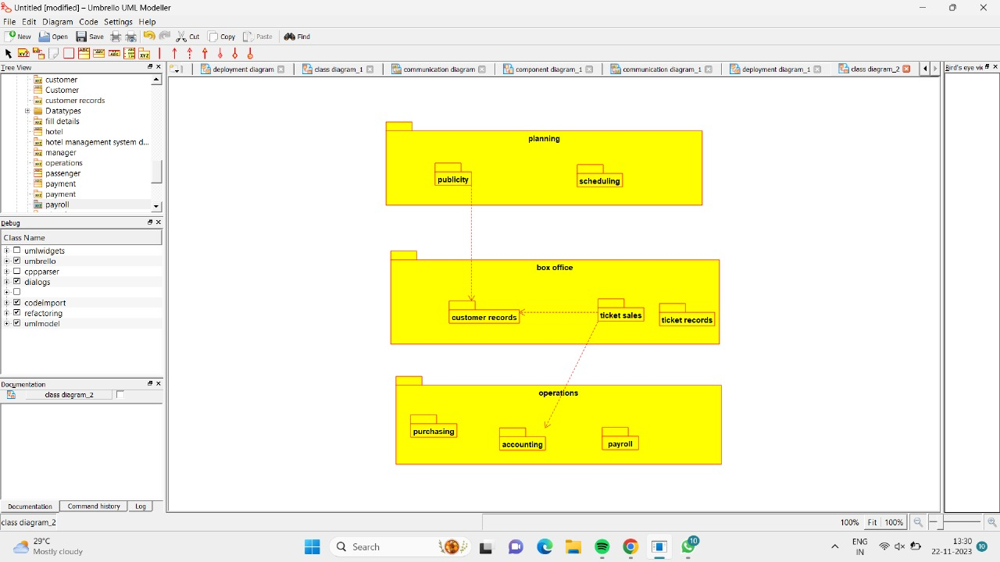 Untitled [modified] – Umbrello UML Modeller
File Edit Diagram Code Settings Help
New Open Save Cut Copy Paste Find
Tree View
deployment diagram class diagram_1 communication diagram component diagram_1 communication diagram_1 deployment diagram_1 class diagram_2
Bird's eye vie
customer
Customer
customer records
Datatypes
fill details
hotel
hotel management system d...
manager
operations
passenger
payment
payment
payroll
Debug
Class Name
umlwidgets
umbrello
cppparser
dialogs
codeimport
refactoring
umlmodel
Documentation
class diagram_2
Documentation Command history Log
planning
publicity scheduling
box office
customer records ticket sales ticket records
operations
purchasing accounting payroll
class diagram_2
100% Fit 100%
29°C
Mostly cloudy
Search
10
ENG
IN
13:30
22-11-2023
10